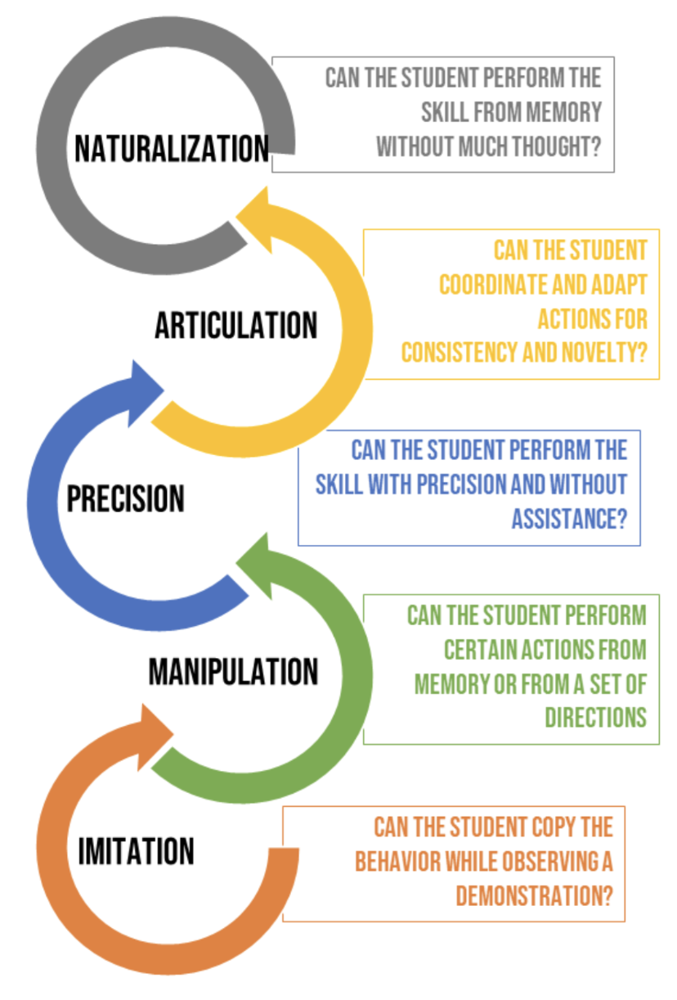 NATURALIZATION
CAN THE STUDENT PERFORM THE
SKILL FROM MEMORY
WITHOUT MUCH THOUGHT?
ARTICULATION
CAN THE STUDENT
COORDINATE AND ADAPT
ACTIONS FOR
CONSISTENCY AND NOVELTY?
PRECISION
CAN THE STUDENT PERFORM THE
SKILL WITH PRECISION AND WITHOUT
ASSISTANCE?
MANIPULATION
CAN THE STUDENT PERFORM
CERTAIN ACTIONS FROM
MEMORY OR FROM A SET OF
DIRECTIONS
IMITATION
CAN THE STUDENT COPY THE
BEHAVIOR WHILE OBSERVING A
DEMONSTRATION?